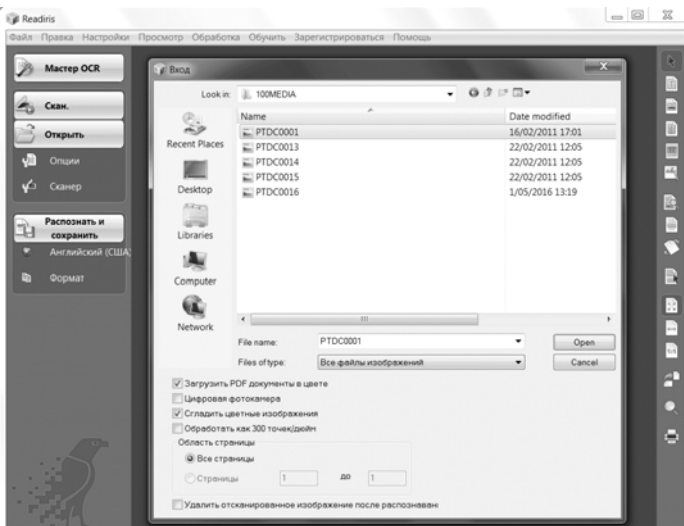 Readiris
Файл Правка Настройки Просмотр Обработка Обучить Зарегистрироваться Помощь
Мастер OCR
Скан.
Открыть
Опции
Сканер
Распознать и
сохранить
Английский (США)
Формат
Вход
Look in: 100MEDIA
Recent Places
Desktop
Libraries
Computer
Network
Name Date modified
PTDC0001 16/02/2011 17:01
PTDC0013 22/02/2011 12:05
PTDC0014 22/02/2011 12:05
PTDC0015 22/02/2011 12:05
PTDC0016 1/05/2016 13:19
File name: PTDC0001 Open
Files of type: Все файлы изображений Cancel
Загрузить PDF документы в цвете
Цифровая фотокамера
Сгладить цветные изображения
Обработать как 300 точек/дюйм
Область страницы
Все страницы
Страницы 1 до 1
Удалить отсканированное изображение после распознаван